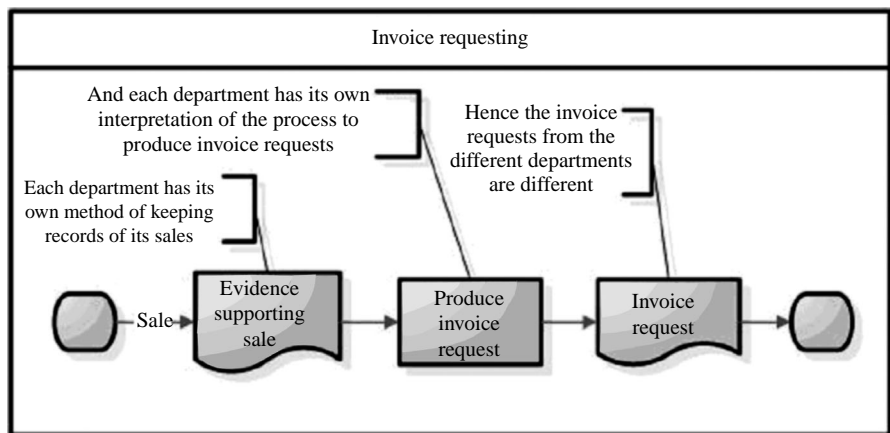 Invoice requesting
And each department has its own
interpretation of the process to
produce invoice requests
Hence the invoice
requests from the
different departments
are different
Each department has its
own method of keeping
records of its sales
Sale
Evidence
supporting
sale
Produce
invoice
request
Invoice
request